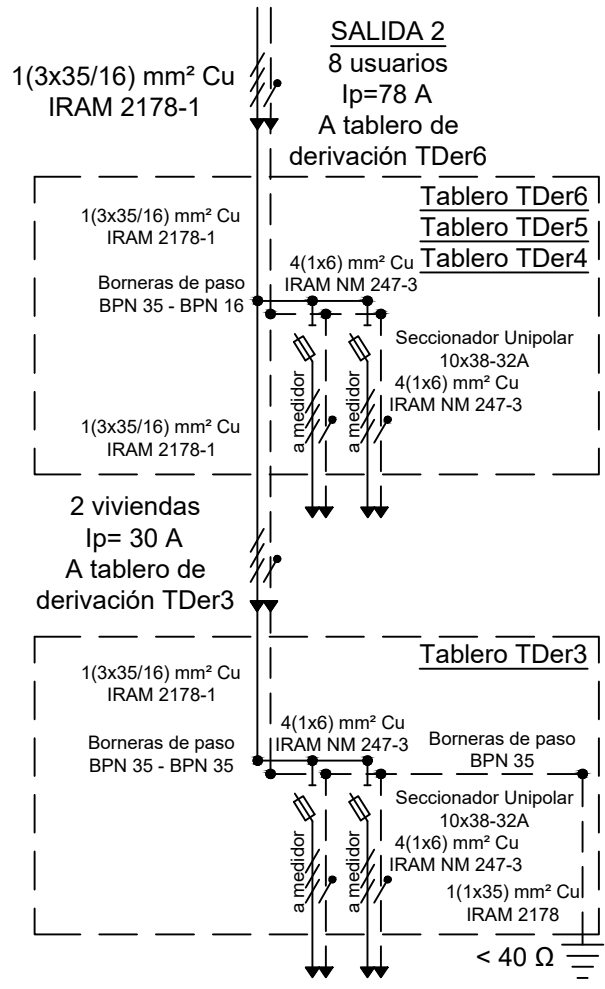 SALIDA 2
8 usuarios
Ip=78 A
A tablero de
derivación TDer6
1(3x35/16) mm² Cu
IRAM 2178-1
Tablero TDer6
Tablero TDer5
Tablero TDer4
1(3x35/16) mm² Cu
IRAM 2178-1
4(1x6) mm² Cu
IRAM NM 247-3
Borneras de paso
BPN 35 - BPN 16
Seccionador Unipolar
10x38-32A
4(1x6) mm² Cu
IRAM NM 247-3
a medidor
a medidor
1(3x35/16) mm² Cu
IRAM 2178-1
2 viviendas
Ip= 30 A
A tablero de
derivación TDer3
Tablero TDer3
1(3x35/16) mm² Cu
IRAM 2178-1
4(1x6) mm² Cu
IRAM NM 247-3
Borneras de paso
BPN 35 - BPN 35
Borneras de paso
BPN 35
Seccionador Unipolar
10x38-32A
4(1x6) mm² Cu
IRAM NM 247-3
a medidor
a medidor
1(1x35) mm² Cu
IRAM 2178
< 40 Ω